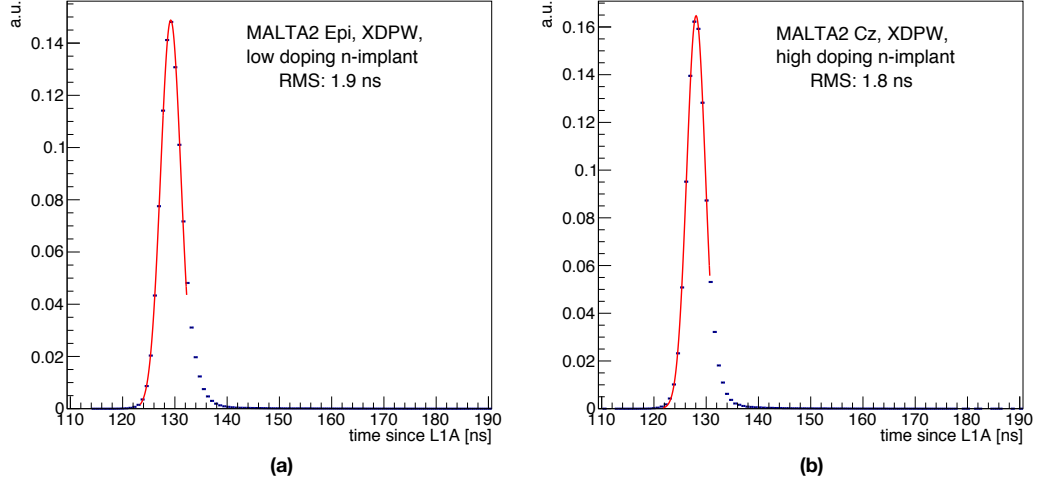 a.u.
0.14
0.12
0.1
0.08
0.06
0.04
0.02
0
MALTA2 Epi, XDPW,
low doping n-implant
RMS: 1.9 ns
110 120 130 140 150 160 170 180 190
time since L1A [ns]
(a)
a.u.
0.16
0.14
0.12
0.1
0.08
0.06
0.04
0.02
0
MALTA2 Cz, XDPW,
high doping n-implant
RMS: 1.8 ns
110 120 130 140 150 160 170 180 190
time since L1A [ns]
(b)